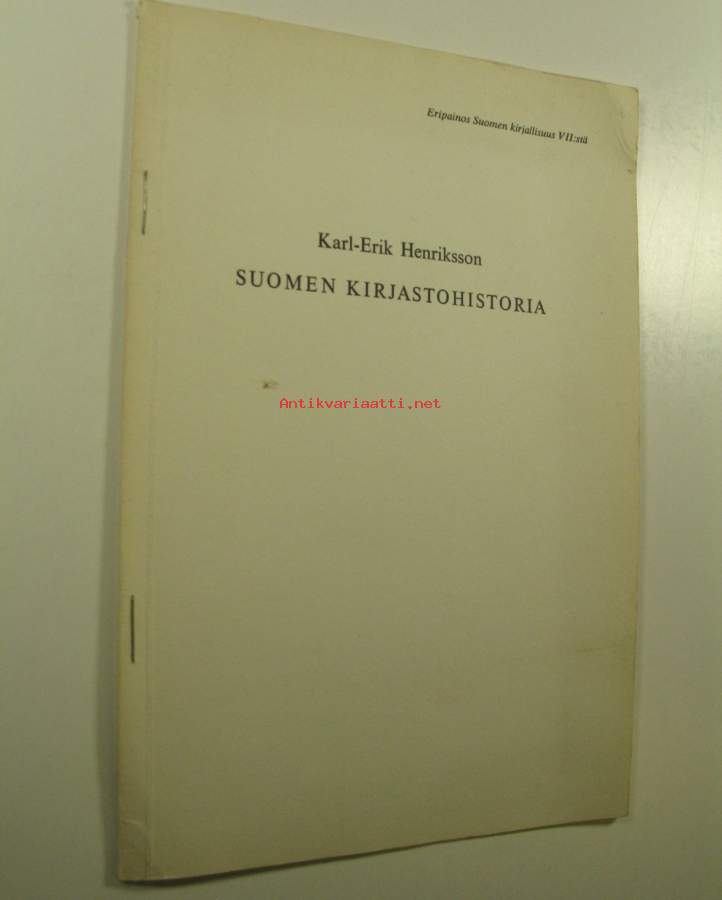 Eripainos Suomen kirjallisuus VII:stä
Karl-Erik Henriksson
SUOMEN KIRJASTOHISTORIA
Antikvariaatti.net